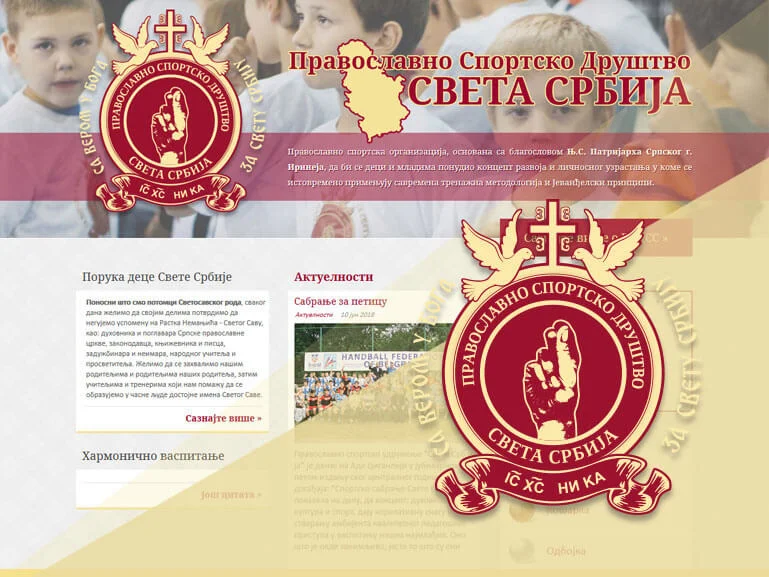 СА ВЕРОМ У БОГА
ПРАВОСЛАВНО СПОРТСКО ДРУШТВО
ЗА СВЕТУ СРБИЈУ
СВЕТА СРБИЈА
IC XC НИ КА
Православно Спортско Друштво
СВЕТА СРБИЈА
Православно спортска организација, основана са благословом Њ.С. Патријарха Српског г.
Иринеја, да би се деци и младима понудио концепт развоја и личносног узрастања у коме се
истовремено примењују савремена тренажна методологија и Јеванђелски принципи.
Порука деце Свете Србије
Поносни што смо потомци Светосавског рода, сваког
дана желимо да својим делима потврдимо да
негујемо успомену на Растка Немањића - Светог Саву,
као: духовника и поглавара Српске православне
цркве, законодавца, књижевника и писца,
задужбинара и неимара, народног учитеља и
просветитеља. Желимо да се захвалимо нашим
родитељима и родитељима наших родитеља, затим
учитељима и тренерима који нам помажу да се
образујемо у часне људе достојне имена Светог Саве.
Сазнајте више »
Хармонично васпитање
још цитата »
Актуелности
Сабрање за петицу
Актуелности 10 јун 2018
HANDBALL FEDERA
OF BELGR
СА ВЕРОМ У БОГА
ПРАВОСЛАВНО СПОРТСКО ДРУШТВО
ЗА СВЕТУ СРБИЈУ
СВЕТА СРБИЈА
IC XC НИ КА
Кошарка
Одбојка